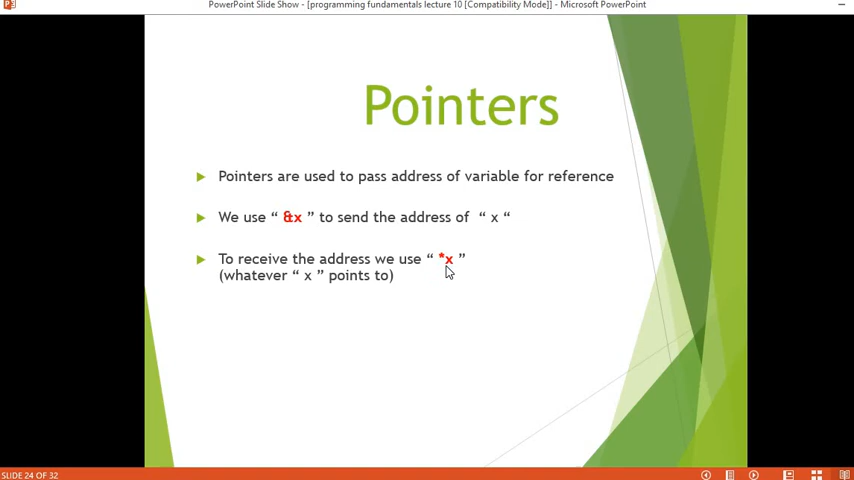 PowerPoint Slide Show - [programming fundamentals lecture 10 [Compatibility Mode]] - Microsoft PowerPoint
Pointers
Pointers are used to pass address of variable for reference
We use “ &x ” to send the address of “ x “
To receive the address we use “ *x ”
(whatever “ x ” points to)
SLIDE 24 OF 32